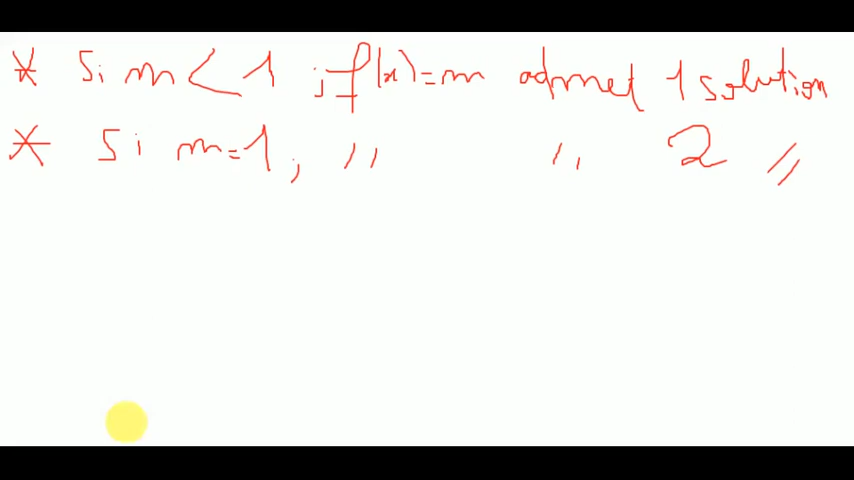 * Si m < 1 ; f(x) = m admet 1 solution
* Si m = 1, " " 2 "